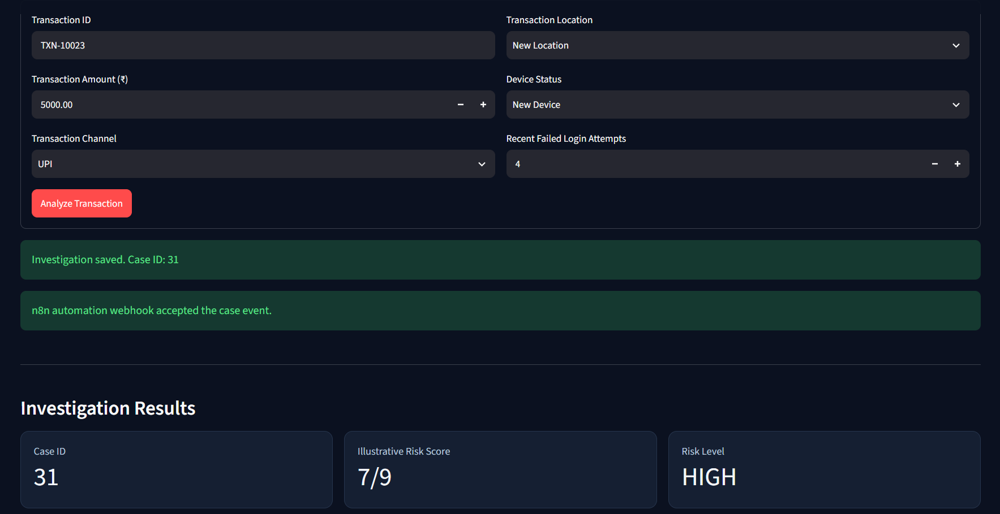 Transaction ID
TXN-10023
Transaction Location
New Location
Transaction Amount (₹)
5000.00
Device Status
New Device
Transaction Channel
UPI
Recent Failed Login Attempts
4
Analyze Transaction
Investigation saved. Case ID: 31
n8n automation webhook accepted the case event.
Investigation Results
Case ID
31
Illustrative Risk Score
7/9
Risk Level
HIGH